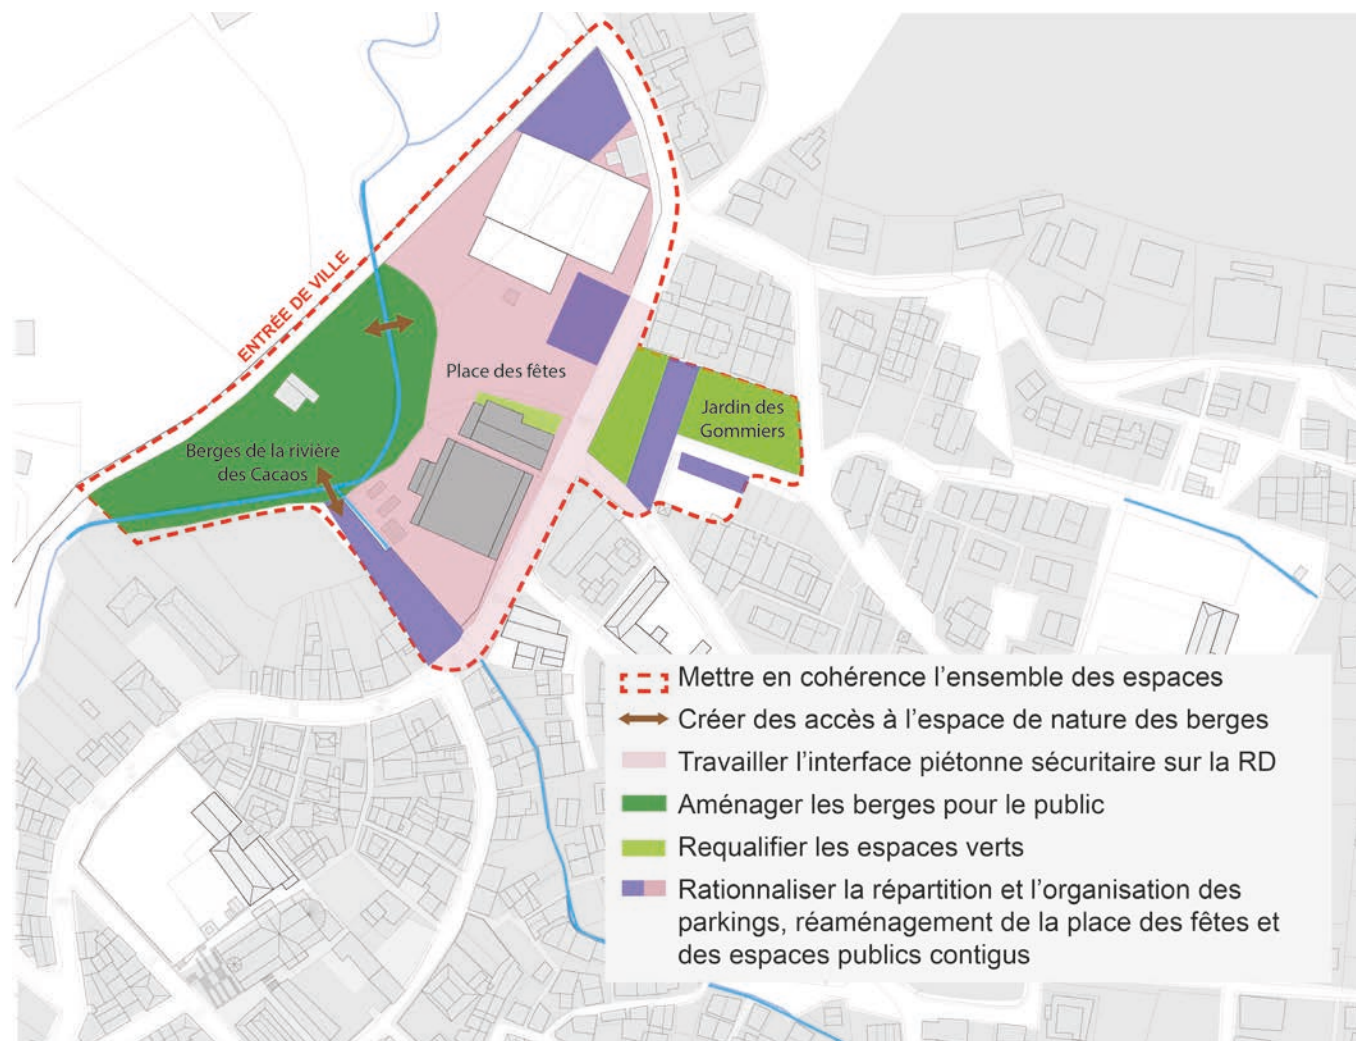 ENTRÉE DE VILLE
Place des fêtes
Jardin des
Gommiers
Berges de la rivière
des Cacaos
Mettre en cohérence l’ensemble des espaces
Créer des accès à l’espace de nature des berges
Travailler l’interface piétonne sécuritaire sur la RD
Aménager les berges pour le public
Requalifier les espaces verts
Rationnaliser la répartition et l’organisation des
parkings, réaménagement de la place des fêtes et
des espaces publics contigus